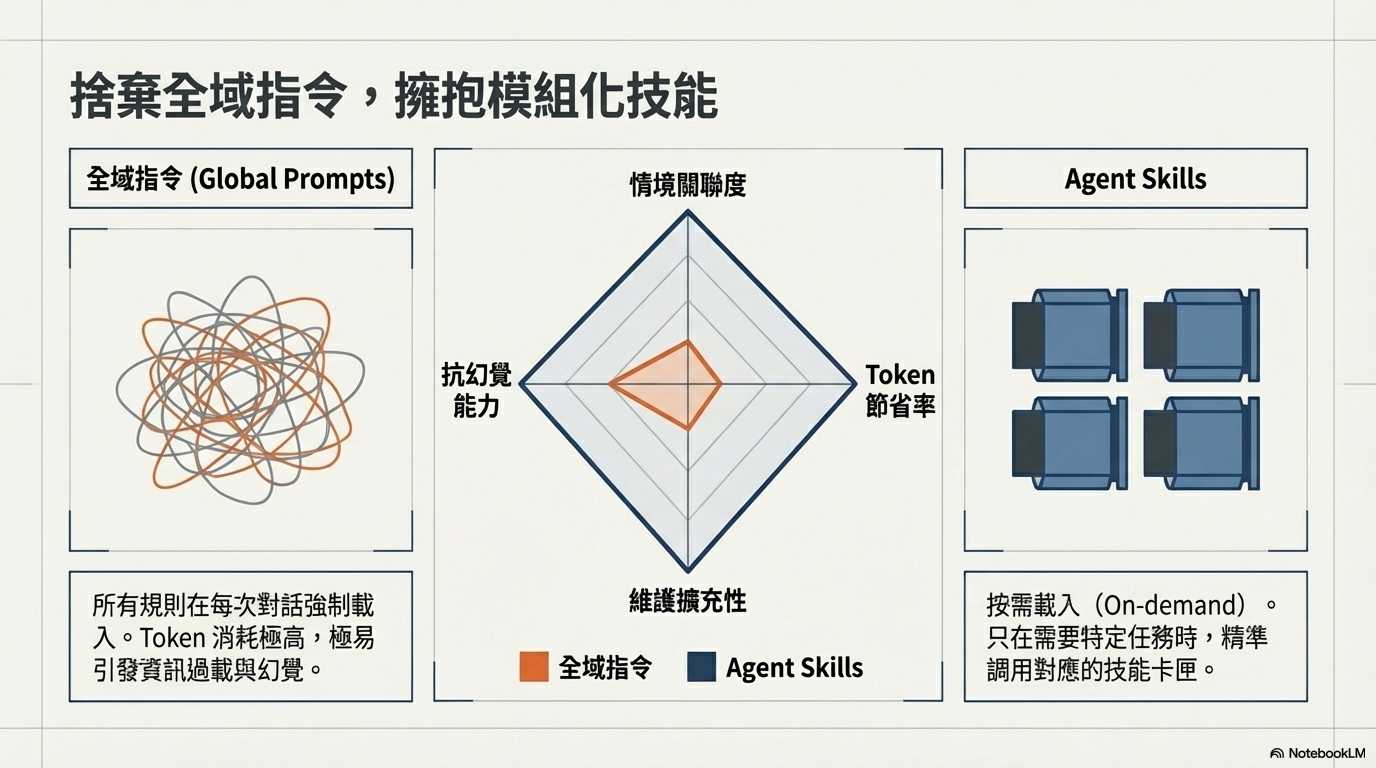 捨棄全域指令，擁抱模組化技能
全域指令 (Global Prompts)
所有規則在每次對話強制載
入。Token 消耗極高，極易
引發資訊過載與幻覺。
情境關聯度
抗幻覺
能力
Token
節省率
維護擴充性
全域指令
Agent Skills
Agent Skills
按需載入（On-demand）。
只在需要特定任務時，精準
調用對應的技能卡匣。
NotebookLM